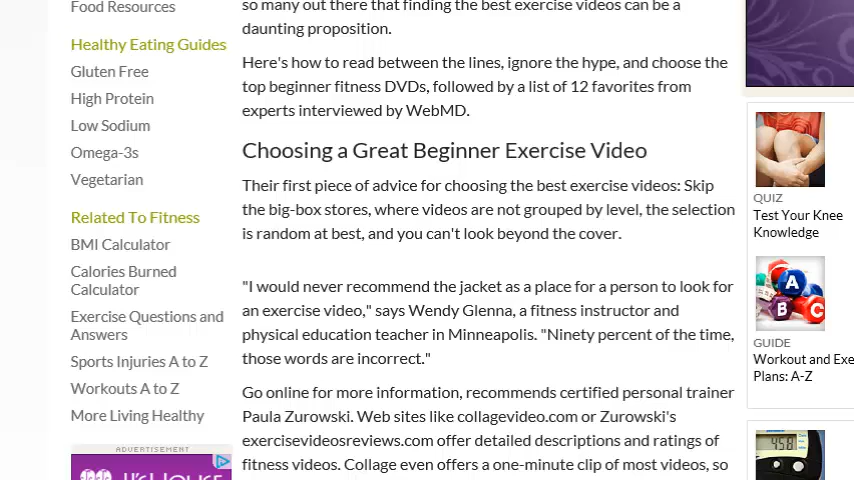 Food Resources
Healthy Eating Guides
Gluten Free
High Protein
Low Sodium
Omega-3s
Vegetarian
Related To Fitness
BMI Calculator
Calories Burned
Calculator
Exercise Questions and
Answers
Sports Injuries A to Z
Workouts A to Z
More Living Healthy
ADVERTISEMENT
so many out there that finding the best exercise videos can be a
daunting proposition.
Here's how to read between the lines, ignore the hype, and choose the
top beginner fitness DVDs, followed by a list of 12 favorites from
experts interviewed by WebMD.
Choosing a Great Beginner Exercise Video
Their first piece of advice for choosing the best exercise videos: Skip
the big-box stores, where videos are not grouped by level, the selection
is random at best, and you can't look beyond the cover.
"I would never recommend the jacket as a place for a person to look for
an exercise video," says Wendy Glenna, a fitness instructor and
physical education teacher in Minneapolis. "Ninety percent of the time,
those words are incorrect."
Go online for more information, recommends certified personal trainer
Paula Zurowski. Web sites like collagevideo.com or Zurowski's
exercisevideosreviews.com offer detailed descriptions and ratings of
fitness videos. Collage even offers a one-minute clip of most videos, so
QUIZ
Test Your Knee
Knowledge
A
B
C
GUIDE
Workout and Exe
Plans: A-Z
458